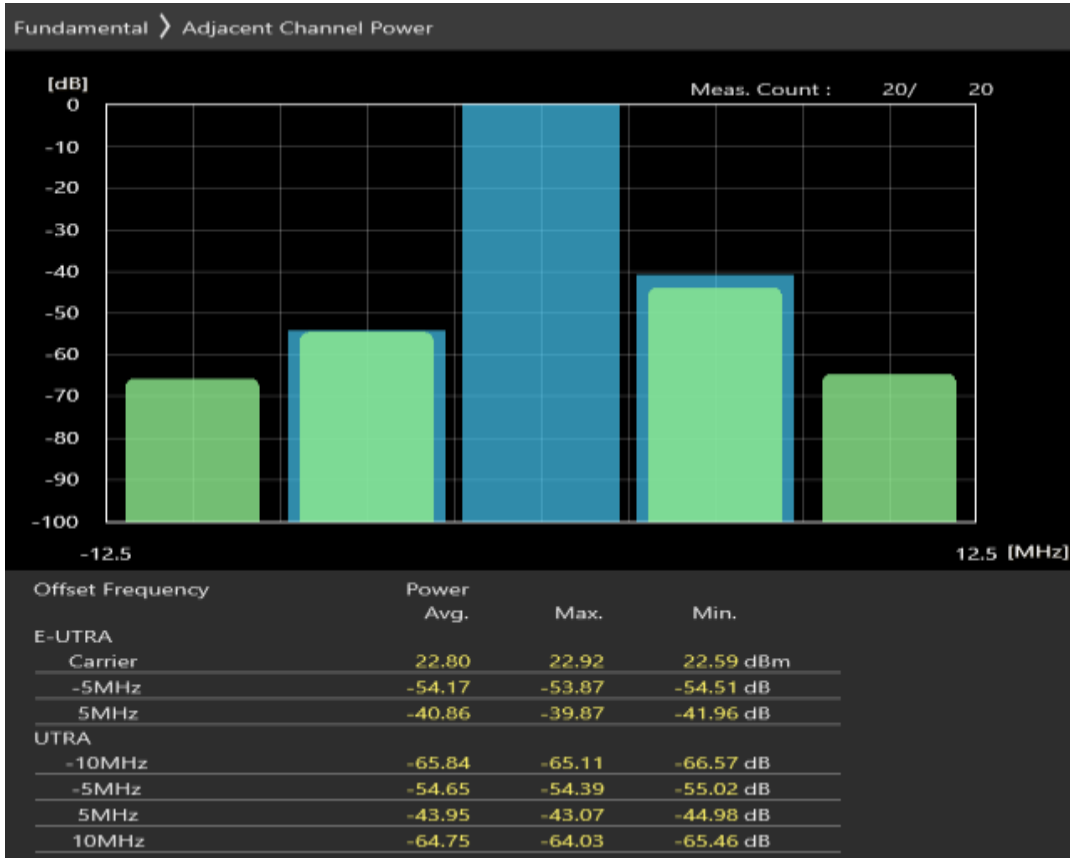 Fundamental 〉 Adjacent Channel Power
[dB]
Meas. Count : 20/ 20
0
-10
-20
-30
-40
-50
-60
-70
-80
-90
-100
-12.5 12.5 [MHz]
Offset Frequency Power
Avg. Max. Min.
E-UTRA
Carrier 22.80 22.92 22.59 dBm
-5MHz -54.17 -53.87 -54.51 dB
5MHz -40.86 -39.87 -41.96 dB
UTRA
-10MHz -65.84 -65.11 -66.57 dB
-5MHz -54.65 -54.39 -55.02 dB
5MHz -43.95 -43.07 -44.98 dB
10MHz -64.75 -64.03 -65.46 dB